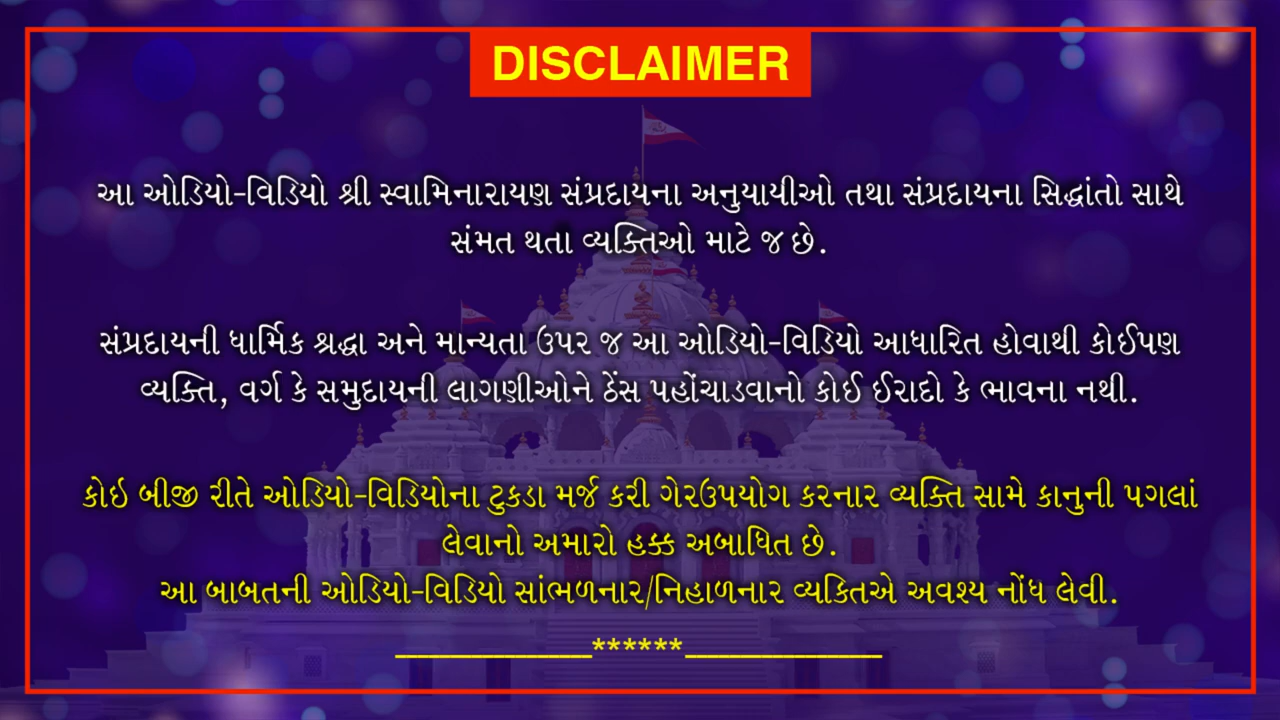 DISCLAIMER
આ ઓડિયો-વિડિયો શ્રી સ્વામિનારાયણ સંપ્રદાયના અનુયાયીઓ તથા સંપ્રદાયના સિદ્ધાંતો સાથે
સંમત થતા વ્યક્તિઓ માટે જ છે.
સંપ્રદાયની ધાર્મિક શ્રદ્ધા અને માન્યતા ઉપર જ આ ઓડિયો-વિડિયો આધારિત હોવાથી કોઈપણ
વ્યક્તિ, વર્ગ કે સમુદાયની લાગણીઓને ઠેંસ પહોંચાડવાનો કોઈ ઈરાદો કે ભાવના નથી.
કોઇ બીજી રીતે ઓડિયો-વિડિયોના ટુકડા મર્જ કરી ગેરઉપયોગ કરનાર વ્યક્તિ સામે કાનુની પગલાં
લેવાનો અમારો હક્ક અબાધિત છે.
આ બાબતની ઓડિયો-વિડિયો સાંભળનાર/નિહાળનાર વ્યકિતએ અવશ્ય નોંધ લેવી.
_______________******_______________